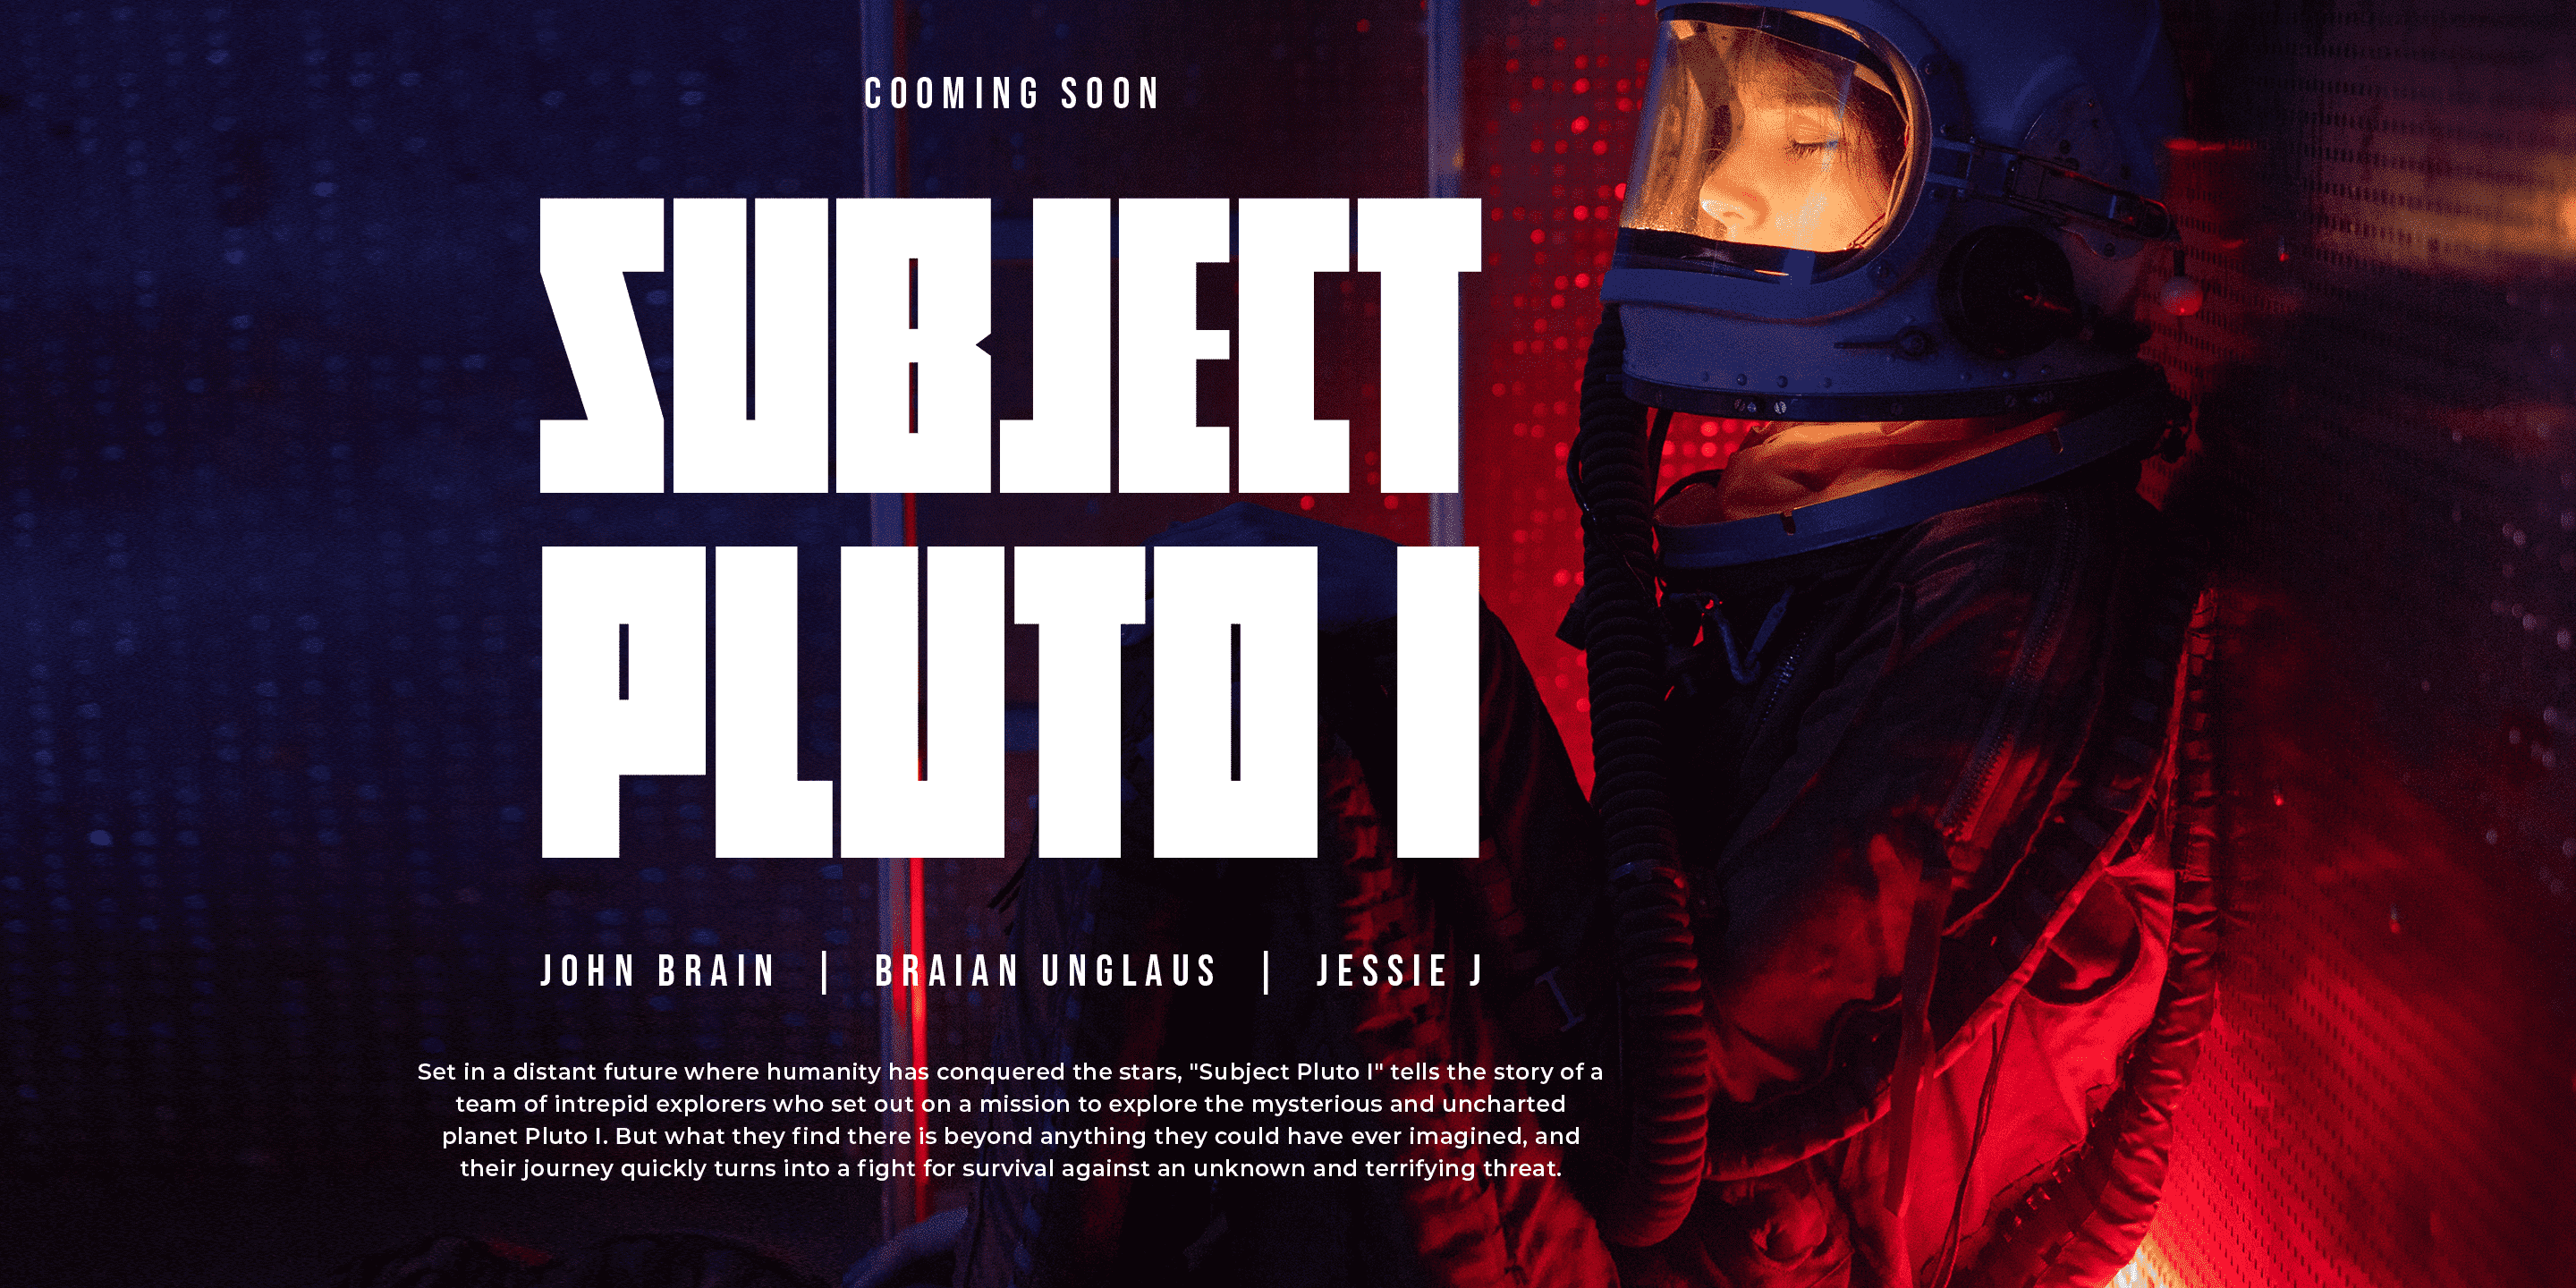 COOMING SOON
SUBJECT
PLUTO I
JOHN BRAIN | BRAIAN UNGLAUS | JESSIE J
Set in a distant future where humanity has conquered the stars, "Subject Pluto I" tells the story of a
team of intrepid explorers who set out on a mission to explore the mysterious and uncharted
planet Pluto I. But what they find there is beyond anything they could have ever imagined, and
their journey quickly turns into a fight for survival against an unknown and terrifying threat.